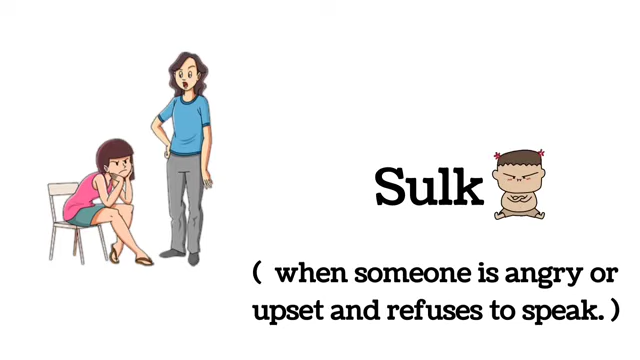 Sulk
( when someone is angry or
upset and refuses to speak. )